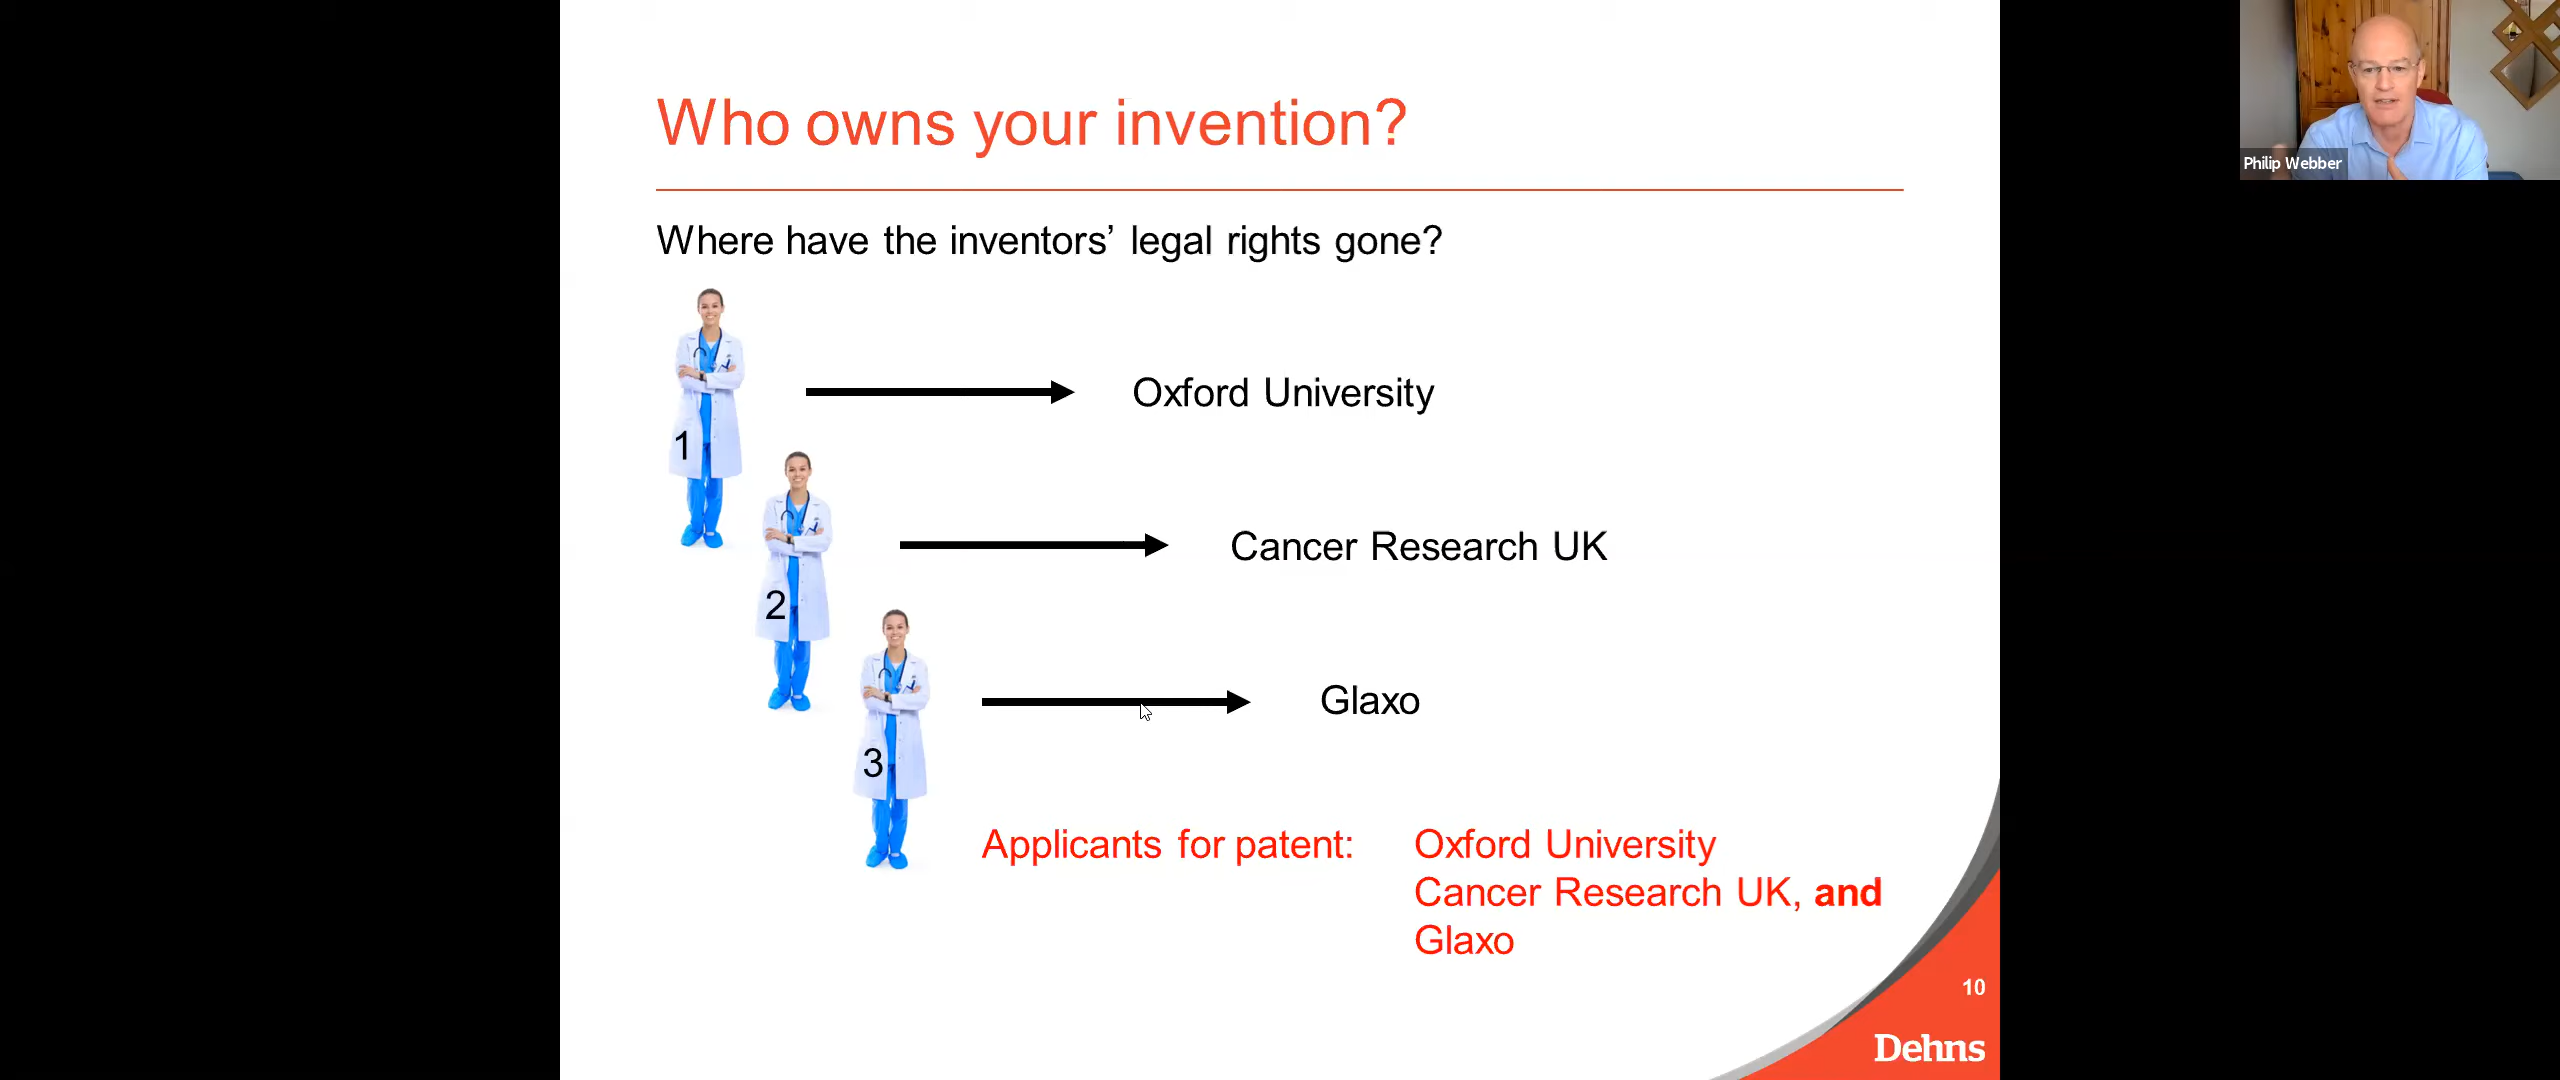 Who owns your invention?
Philip Webber
Where have the inventors’ legal rights gone?
1
Oxford University
2
Cancer Research UK
3
Glaxo
Applicants for patent: Oxford University
Cancer Research UK, and
Glaxo
10
Dehns